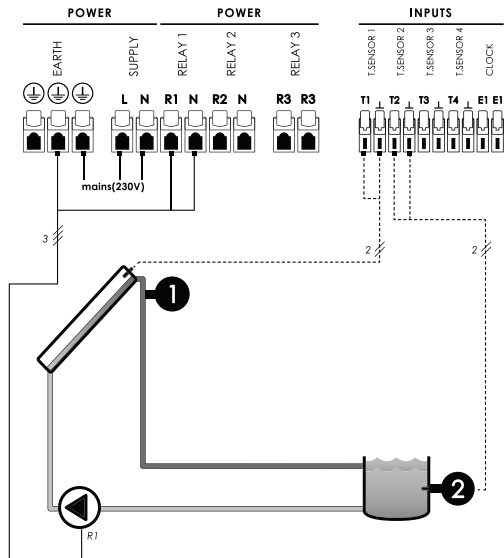 POWER POWER INPUTS
EARTH SUPPLY RELAY 1 RELAY 2 RELAY 3 T.SENSOR 1 T.SENSOR 2 T.SENSOR 3 T.SENSOR 4 CLOCK
L N R1 N R2 N R3 R3 T1 T2 T3 T4 E1 E1
mains(230V)
3 2 2
1
2
R1